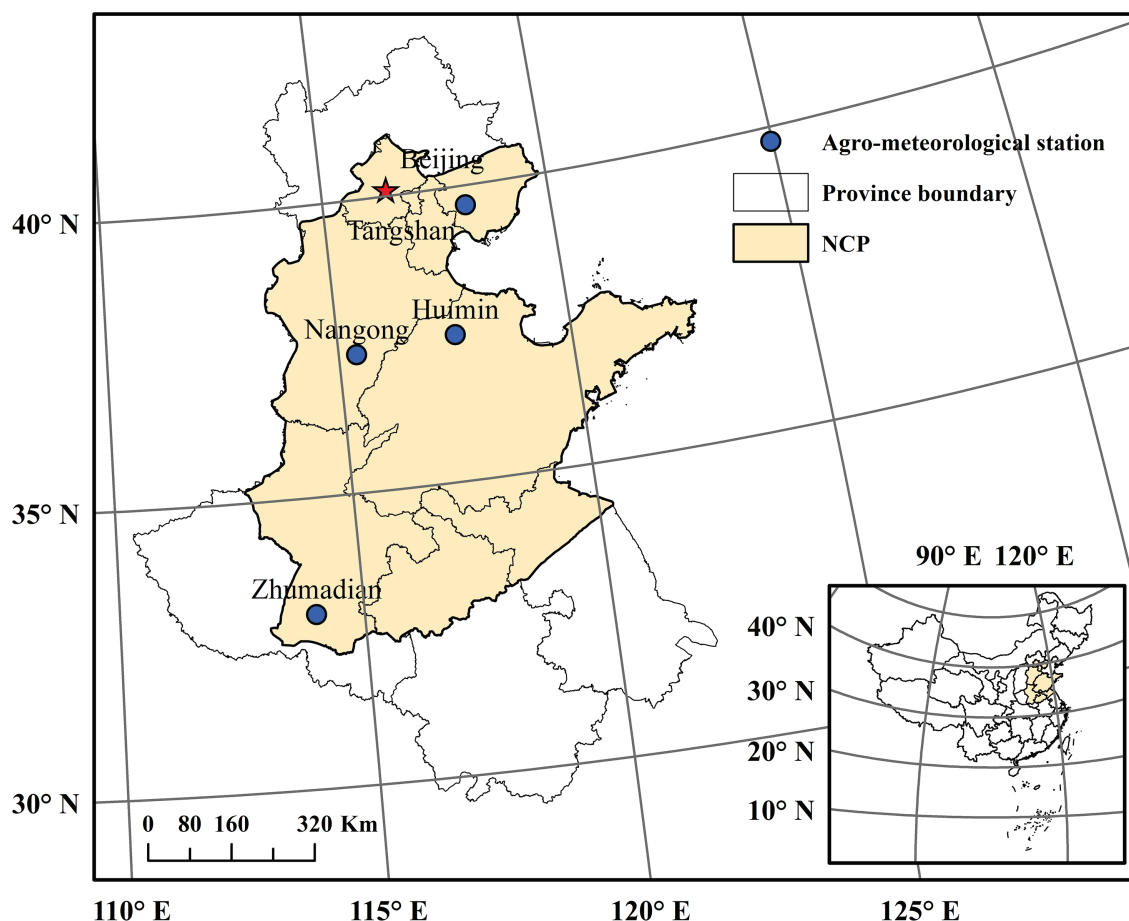 Beijing
Agro-meteorological station
Province boundary
40° N
Tangshan
NCP
Huimin
Nangong
35° N
90° E 120° E
Zhumadian
40° N
30° N
20° N
30° N
10° N
0 80 160 320 Km
110° E 115° E 120° E 125° E